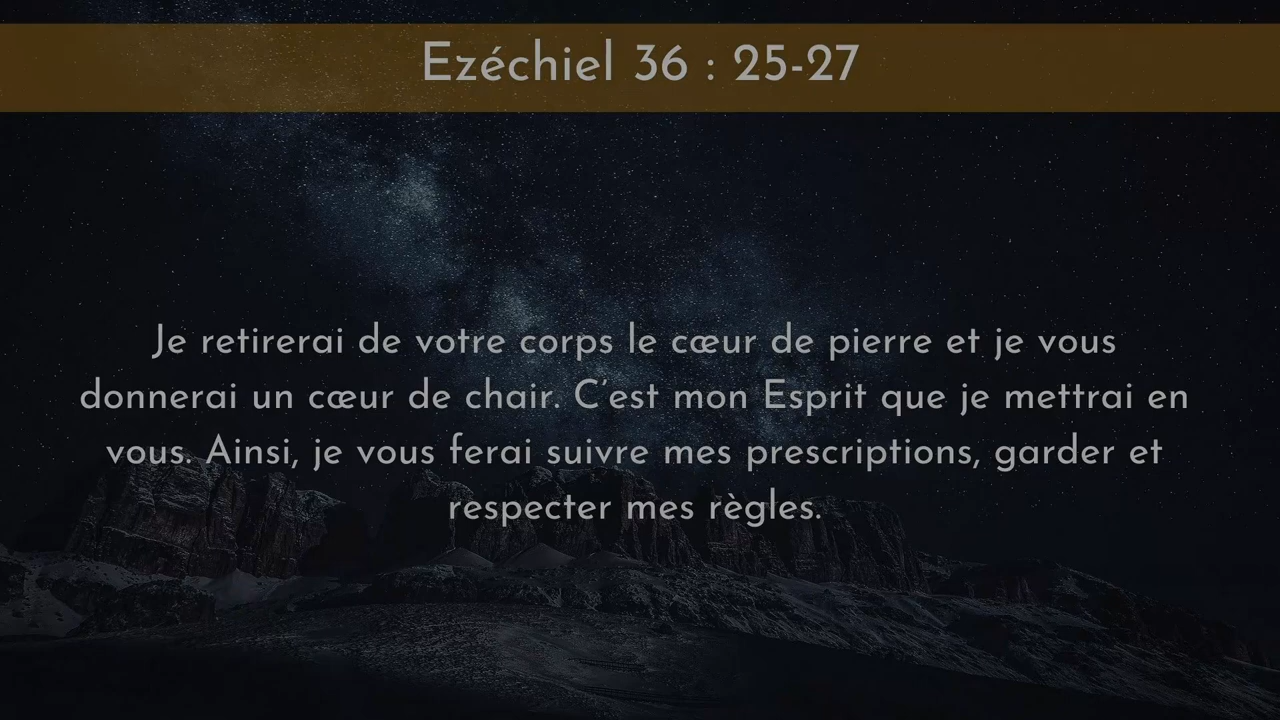 Ezéchiel 36 : 25-27
Je retirerai de votre corps le cœur de pierre et je vous
donnerai un cœur de chair. C’est mon Esprit que je mettrai en
vous. Ainsi, je vous ferai suivre mes prescriptions, garder et
respecter mes règles.